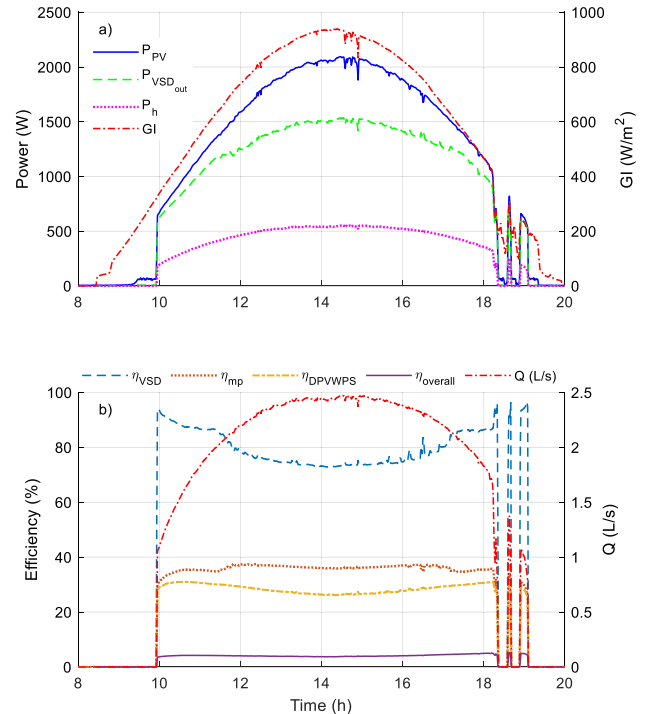 a)
P_PV
P_VSD_out
P_h
GI
Power (W)
2500
2000
1500
1000
500
0
GI (W/m²)
1000
800
600
400
200
0
8 10 12 14 16 18 20
η_VSD η_mp η_DPVWPS η_overall Q (L/s)
b)
Efficiency (%)
100
80
60
40
20
0
Q (L/s)
2.5
2
1.5
1
0.5
0
8 10 12 14 16 18 20
Time (h)